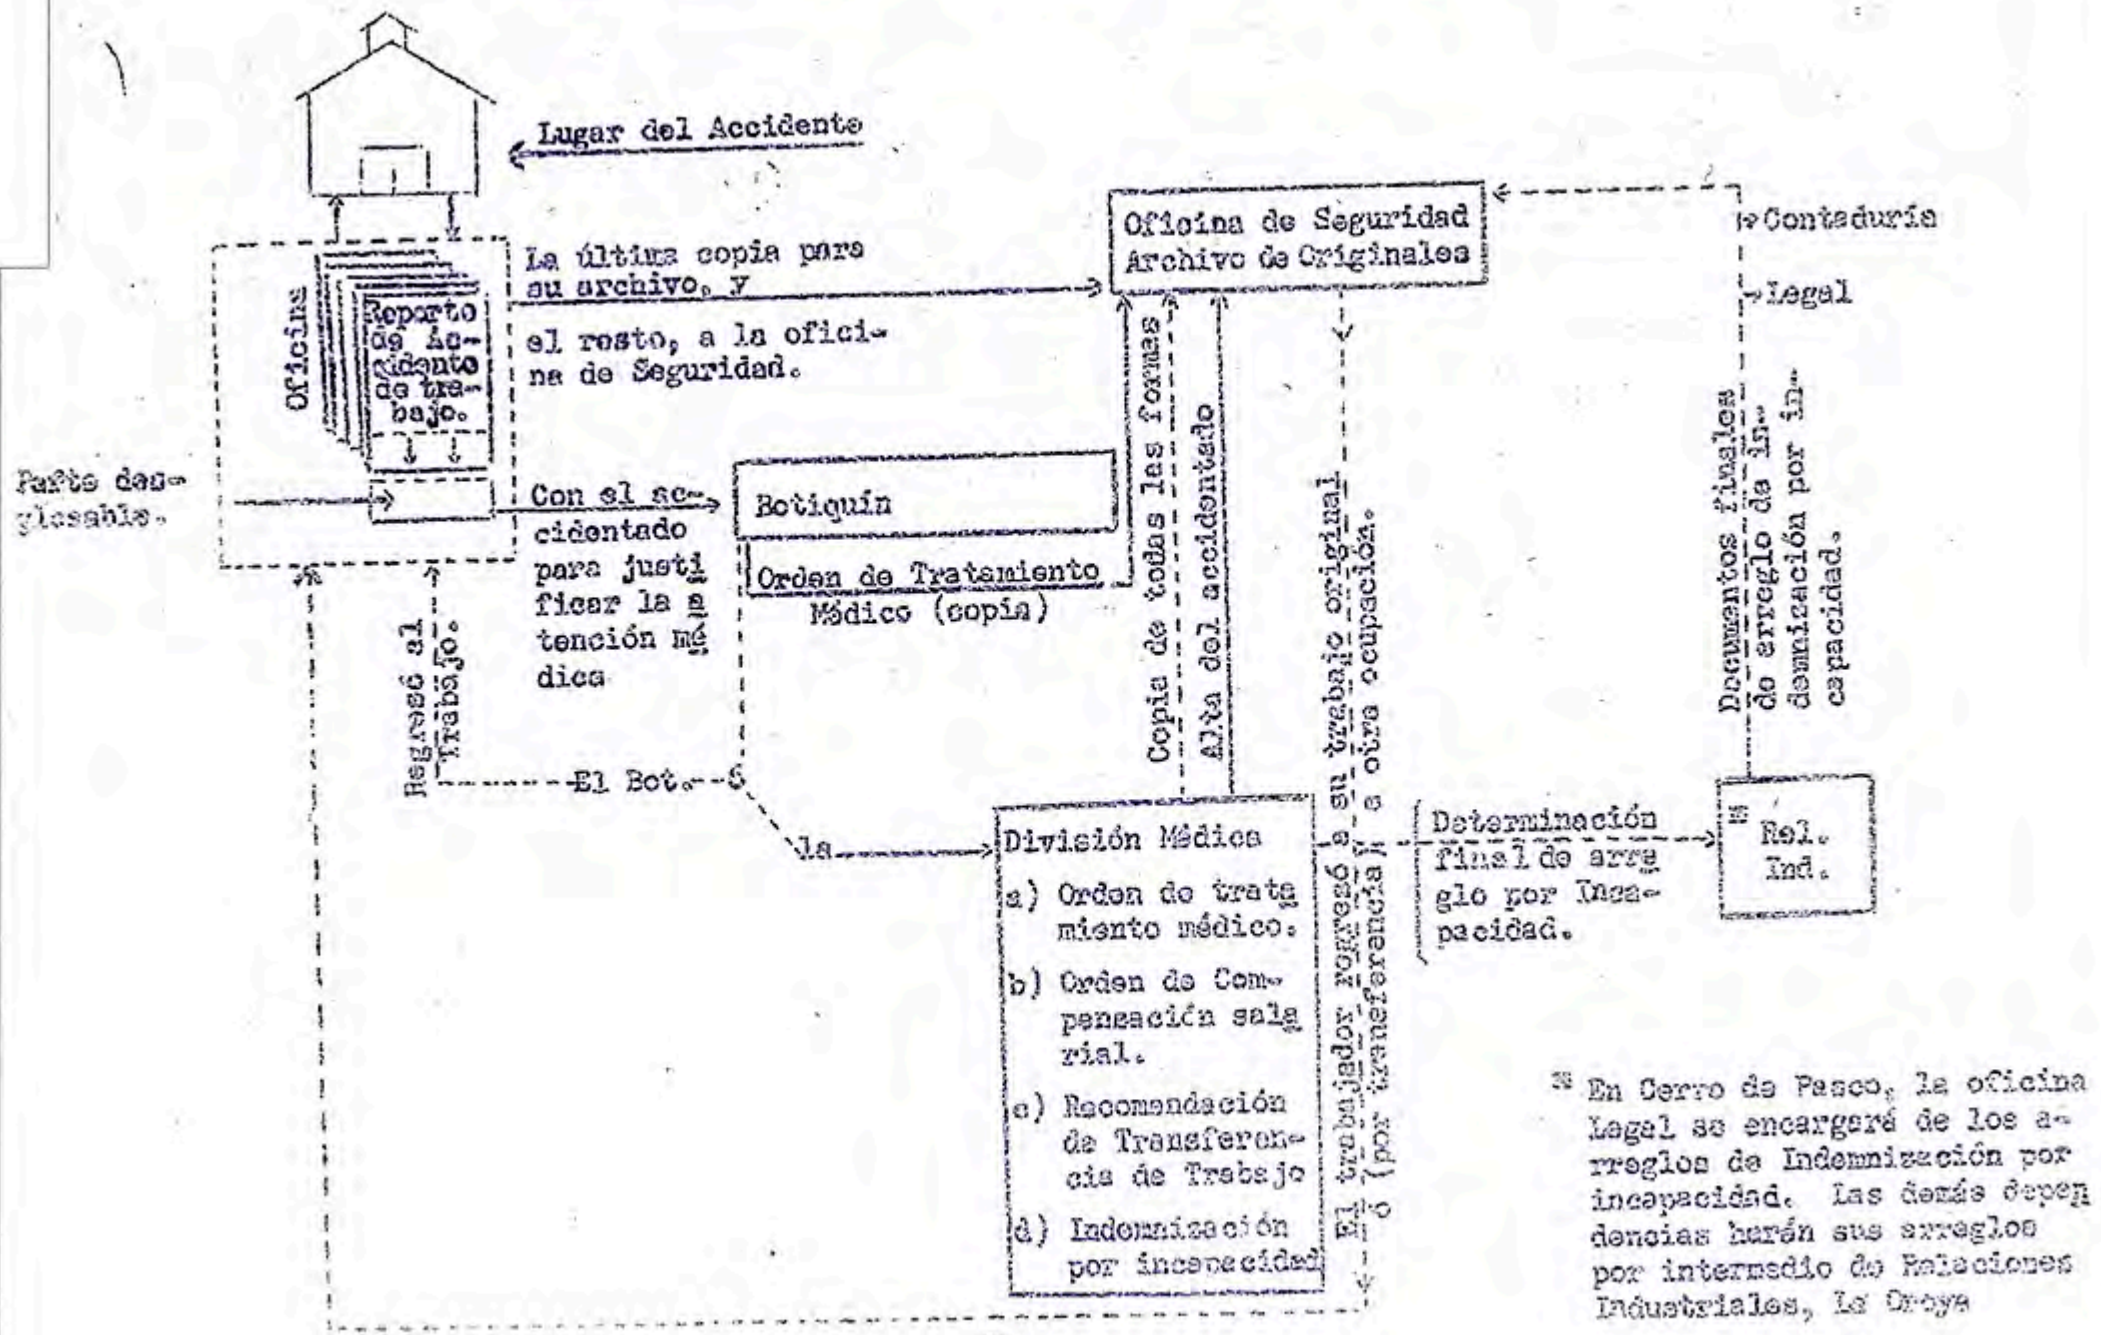 Lugar del Accidente
Oficina
Reporte
de Ac-
cidente
de tra-
bajo.
La última copia para
su archivo, y
el resto, a la ofici-
na de Seguridad.
Oficina de Seguridad
Archivo de Originales
Contaduría
Legal
Parte des-
glosable.
Con el ac-
cidentado
para justi
ficar la a
tención mé
dica
Botiquín
Orden de Tratamiento
Médico (copia)
Regresó al
Trabajo.
El Bot.
ó
la
Copia de todas las formas
Alta del accidentado
El trabajador regresó a su trabajo original
ó (por transferencia) a otra ocupación.
Documentos finales
de arreglo de in-
demnización por in-
capacidad.
División Médica
a) Orden de trata
miento médico.
b) Orden de Com-
pensación sala
rial.
c) Recomendación
de Transferen-
cia de Trabajo
d) Indemnización
por incapacidad
Determinación
final de arre
glo por Inca-
pacidad.
Rel.
Ind.
En Cerro de Pasco, la oficina
Legal se encargará de los a-
rreglos de Indemnización por
incapacidad. Las demás depen
dencias harán sus arreglos
por intermedio de Relaciones
Industriales, La Oroya